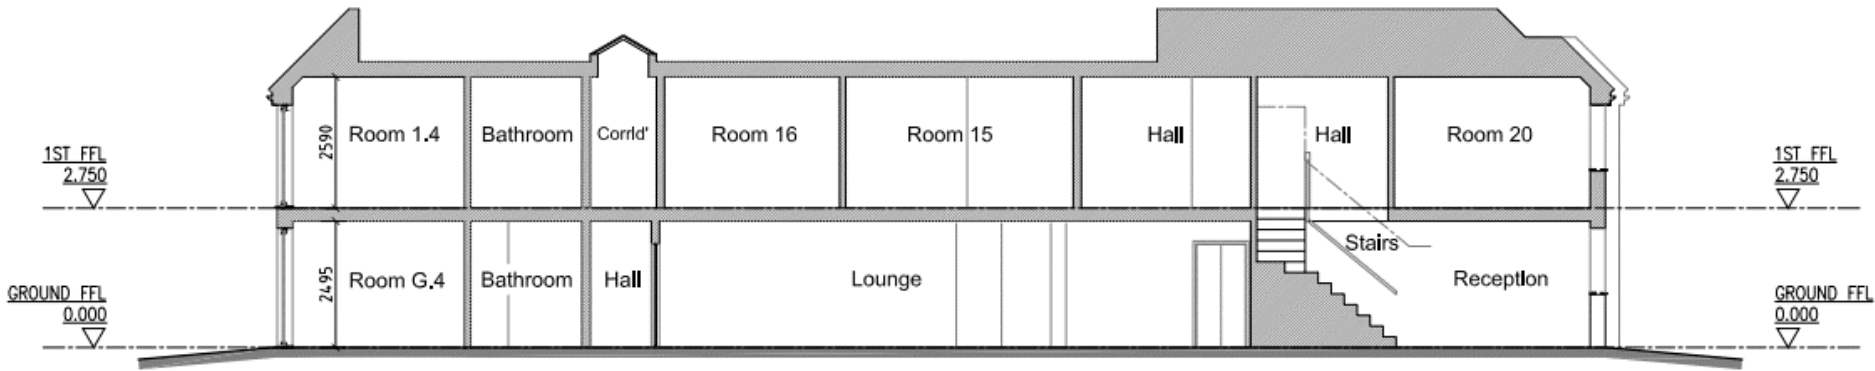 Room 1.4
Bathroom
Corrid'
Room 16
Room 15
Hall
Hall
Room 20
2590
1ST FFL
2.750
1ST FFL
2.750
Stairs
Room G.4
Bathroom
Hall
Lounge
Reception
2495
GROUND FFL
0.000
GROUND FFL
0.000